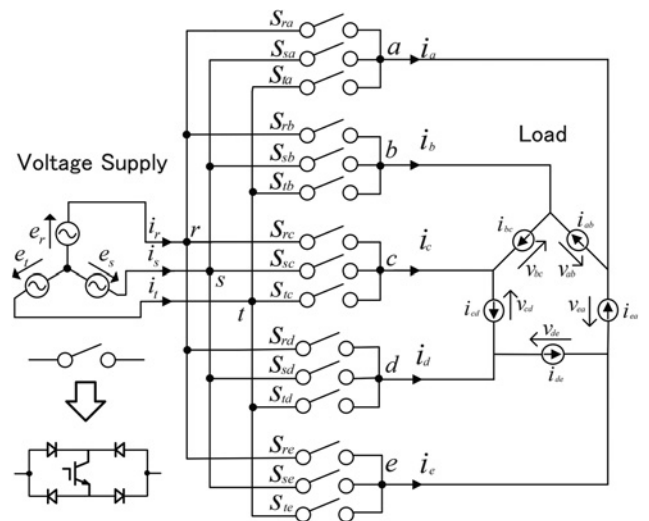 S_ra
S_sa
S_ta
a
i_a
S_rb
S_sb
S_tb
b
i_b
Load
Voltage Supply
e_r
e_t
e_s
i_r
i_s
i_t
r
s
t
S_rc
S_sc
S_tc
c
i_c
i_bc
i_ab
v_bc
v_ab
i_cd
v_cd
v_ea
i_ea
v_de
i_de
S_rd
S_sd
S_td
d
i_d
S_re
S_se
S_te
e
i_e